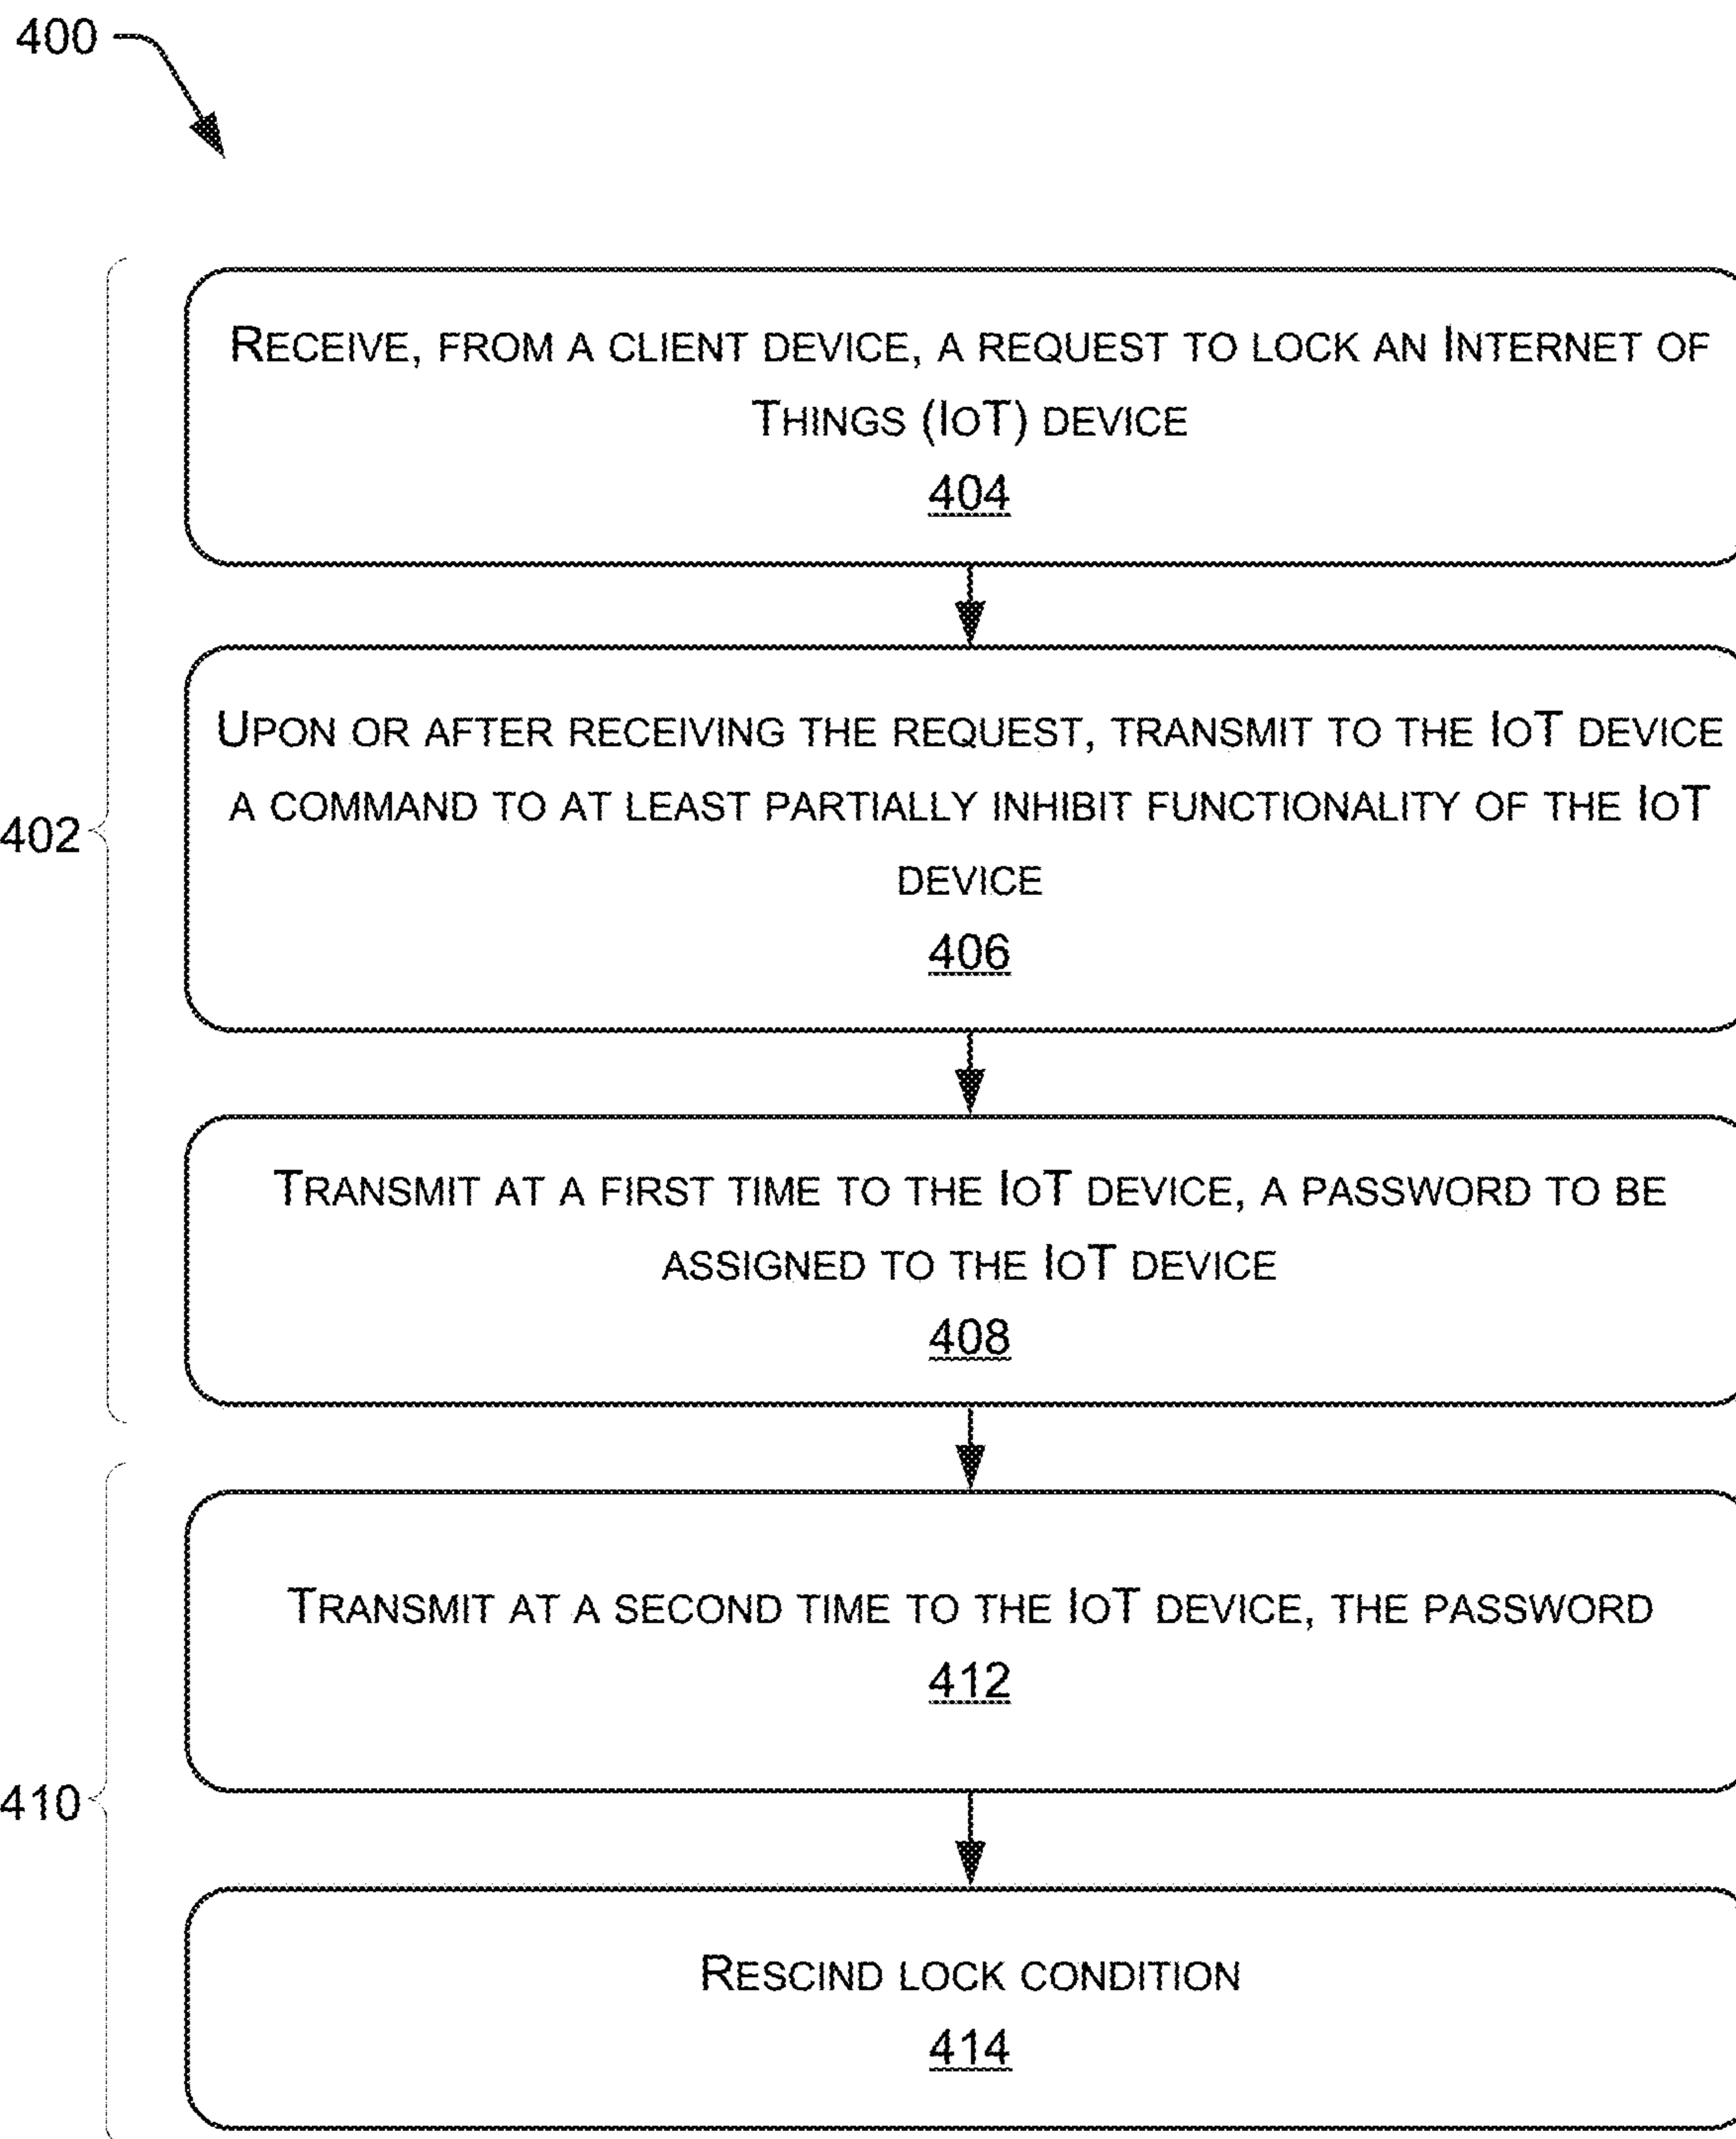 400
RECEIVE, FROM A CLIENT DEVICE, A REQUEST TO LOCK AN INTERNET OF
THINGS (IOT) DEVICE
404
UPON OR AFTER RECEIVING THE REQUEST, TRANSMIT TO THE IOT DEVICE
A COMMAND TO AT LEAST PARTIALLY INHIBIT FUNCTIONALITY OF THE IOT
DEVICE
406
402
TRANSMIT AT A FIRST TIME TO THE IOT DEVICE, A PASSWORD TO BE
ASSIGNED TO THE IOT DEVICE
408
TRANSMIT AT A SECOND TIME TO THE IOT DEVICE, THE PASSWORD
412
410
RESCIND LOCK CONDITION
414